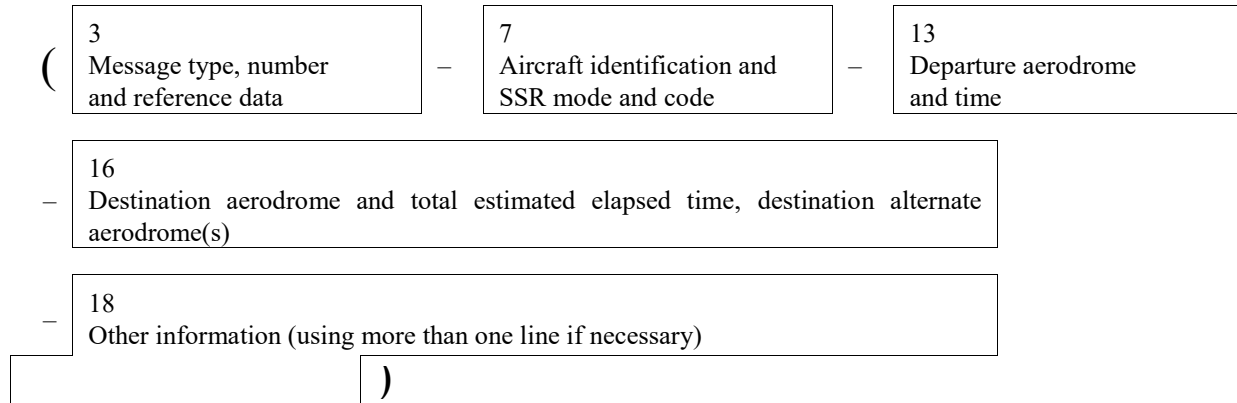 ( 3 – 7 – 13
Message type, number Aircraft identification and Departure aerodrome
and reference data SSR mode and code and time
– 16
Destination aerodrome and total estimated elapsed time, destination alternate
aerodrome(s)
– 18
Other information (using more than one line if necessary)
)